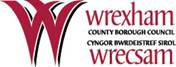 wrexham
COUNTY BOROUGH COUNCIL
CYNGOR BWRDEISTREF SIROL
wrecsam